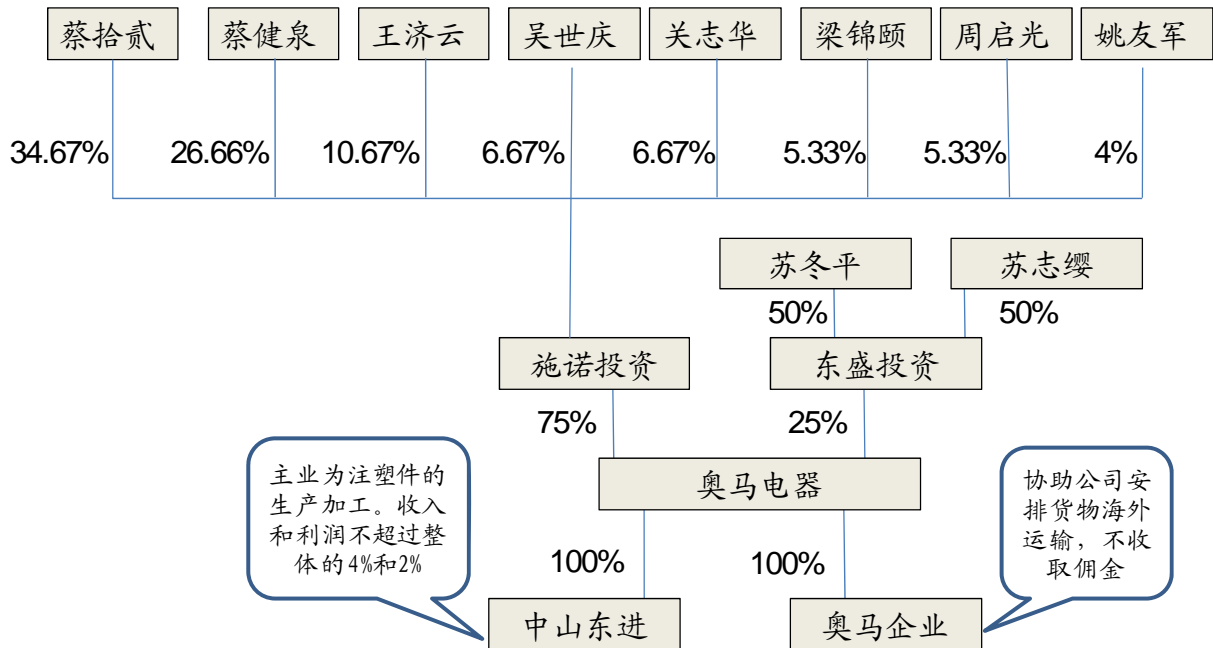 蔡拾贰 蔡健泉 王济云 吴世庆 关志华 梁锦颐 周启光 姚友军
34.67% 26.66% 10.67% 6.67% 6.67% 5.33% 5.33% 4%
苏冬平 苏志缨
50% 50%
施诺投资 东盛投资
75% 25%
奥马电器
主业为注塑件的
生产加工。收入
和利润不超过整
体的4%和2%
协助公司安
排货物海外
运输，不收
取佣金
100% 100%
中山东进 奥马企业